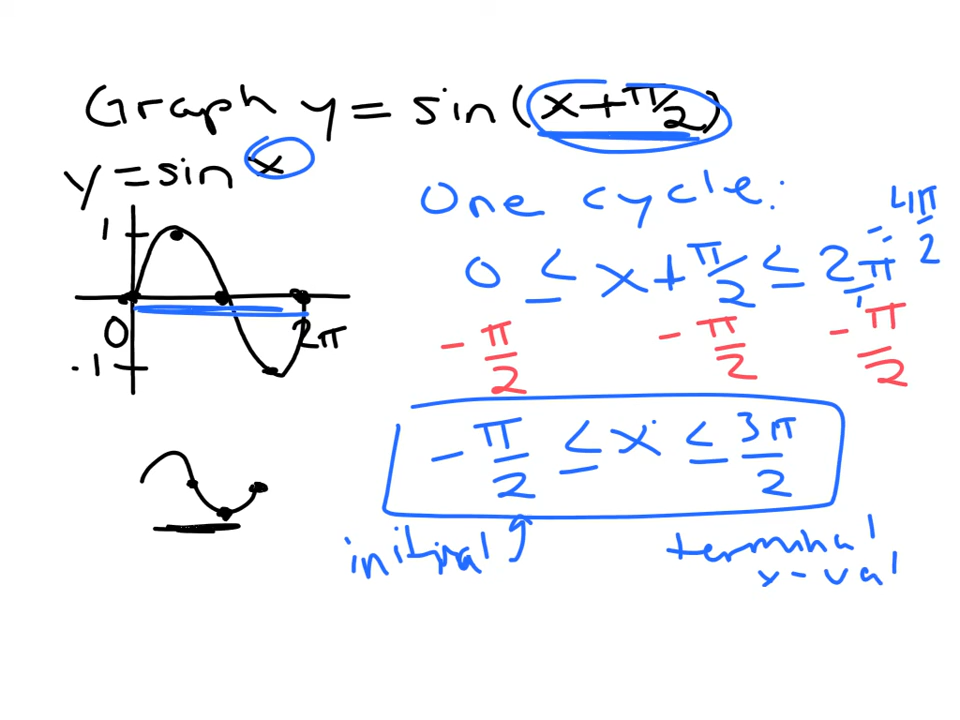 Graph y = sin(x+π/2)
y = sin x
1
0
2π
-1
One cycle:
0 ≤ x + π/2 ≤ 2π = 4π/2
- π/2 - π/2 - π/2
- π/2 ≤ x ≤ 3π/2
initial
terminal
x-val